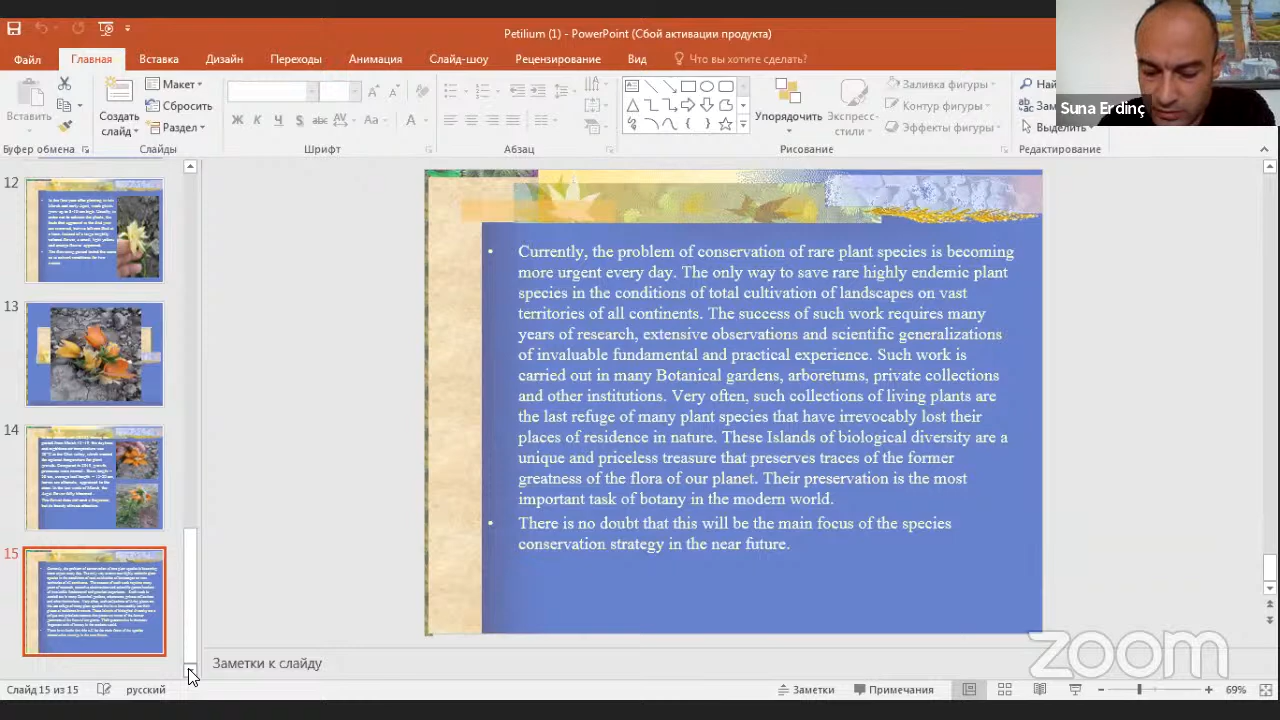 Petilium (1) - PowerPoint (Сбой активации продукта)
Файл
Главная
Вставка
Дизайн
Переходы
Анимация
Слайд-шоу
Рецензирование
Вид
Что вы хотите сделать?
Вставить
Создать слайд
Макет
Сбросить
Раздел
Ж К Ч S abc AV Aa A
Упорядочить
Экспресс-стили
Заливка фигуры
Контур фигуры
Эффекты фигуры
Най
Зам
Выделить
Буфер обмена
Слайды
Шрифт
Абзац
Рисование
Редактирование
Suna Erdinç
12
13
14
15
• Currently, the problem of conservation of rare plant species is becoming
more urgent every day. The only way to save rare highly endemic plant
species in the conditions of total cultivation of landscapes on vast
territories of all continents. The success of such work requires many
years of research, extensive observations and scientific generalizations
of invaluable fundamental and practical experience. Such work is
carried out in many Botanical gardens, arboretums, private collections
and other institutions. Very often, such collections of living plants are
the last refuge of many plant species that have irrevocably lost their
places of residence in nature. These Islands of biological diversity are a
unique and priceless treasure that preserves traces of the former
greatness of the flora of our planet. Their preservation is the most
important task of botany in the modern world.
• There is no doubt that this will be the main focus of the species
conservation strategy in the near future.
Заметки к слайду
zoom
Слайд 15 из 15
русский
Заметки
Примечания
69%